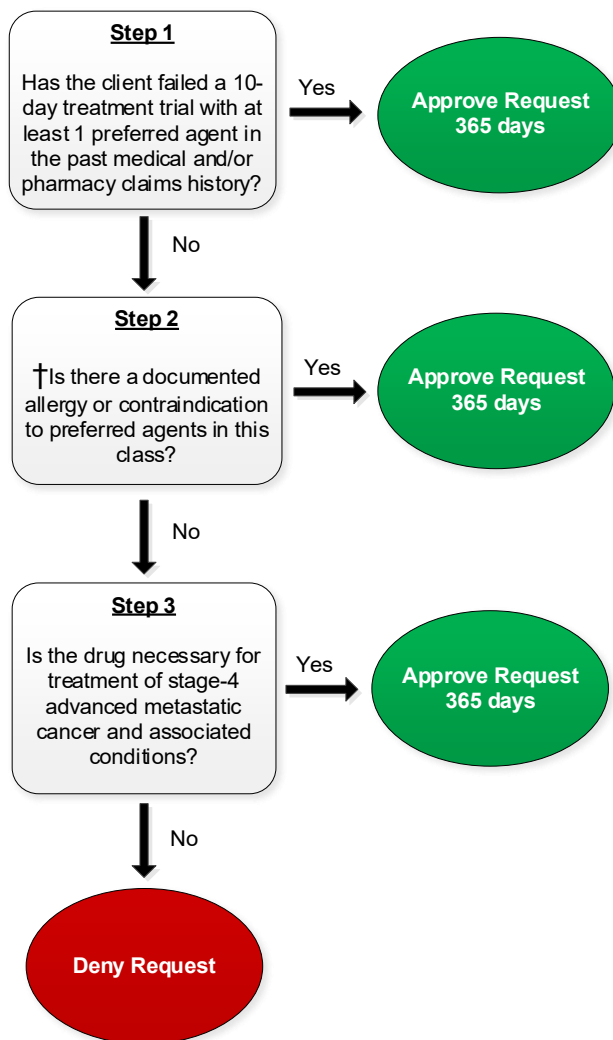 Step 1
Has the client failed a 10-
day treatment trial with at
least 1 preferred agent in
the past medical and/or
pharmacy claims history?
Yes
Approve Request
365 days
No
Step 2
†Is there a documented
allergy or contraindication
to preferred agents in this
class?
Yes
Approve Request
365 days
No
Step 3
Is the drug necessary for
treatment of stage-4
advanced metastatic
cancer and associated
conditions?
Yes
Approve Request
365 days
No
Deny Request